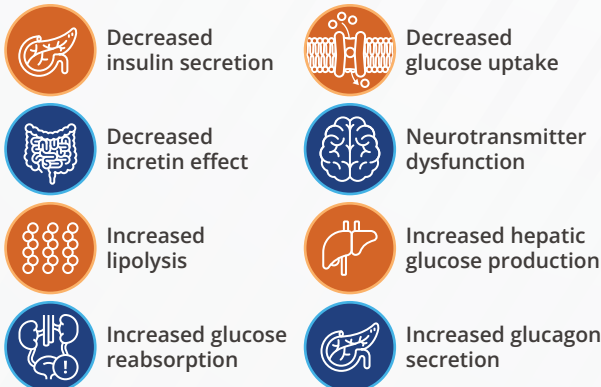 Decreased
insulin secretion
Decreased
glucose uptake
Decreased
incretin effect
Neurotransmitter
dysfunction
Increased
lipolysis
Increased hepatic
glucose production
Increased glucose
reabsorption
!
Increased glucagon
secretion